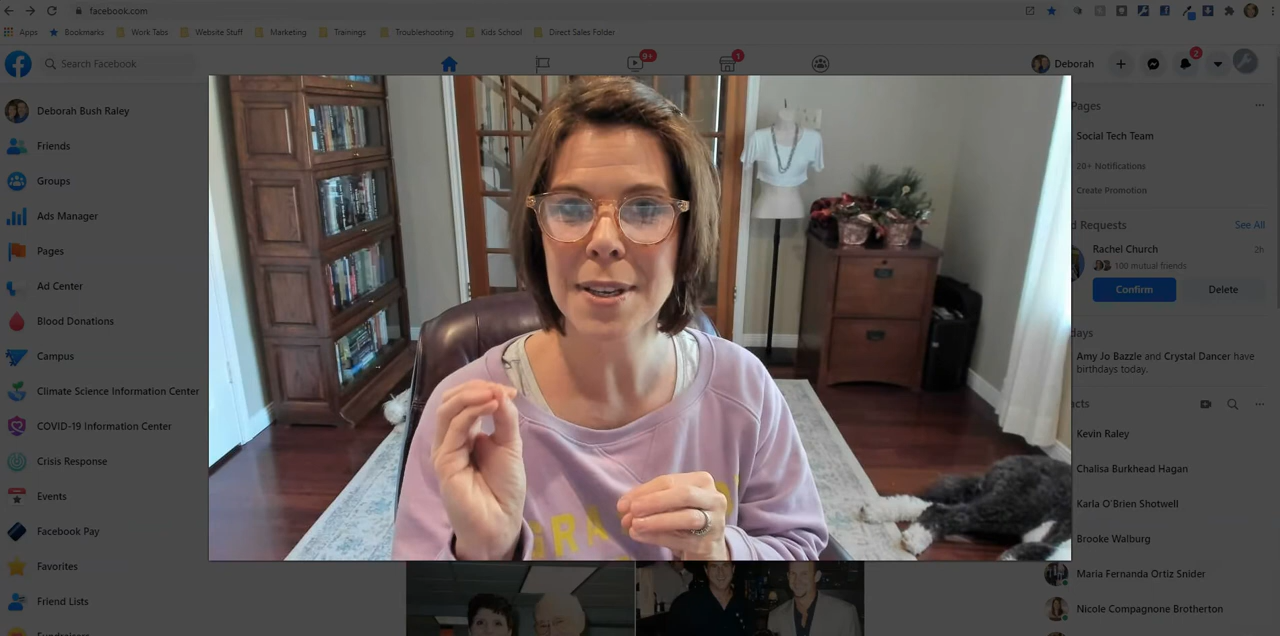 facebook.com
Apps
Bookmarks
Work Tabs
Website Stuff
Marketing
Trainings
Troubleshooting
Kids School
Direct Sales Folder
Search Facebook
9+
1
Deborah
2
Deborah Bush Raley
Friends
Groups
Ads Manager
Pages
Ad Center
Blood Donations
Campus
Climate Science Information Center
COVID-19 Information Center
Crisis Response
Events
Facebook Pay
Favorites
Friend Lists
Fundraisers
GRA
Pages
Social Tech Team
20+ Notifications
Create Promotion
d Requests
See All
Rachel Church
2h
100 mutual friends
Confirm
Delete
days
Amy Jo Bazzle and Crystal Dancer have
birthdays today.
acts
Kevin Raley
Chalisa Burkhead Hagan
Karla O'Brien Shotwell
Brooke Walburg
Maria Fernanda Ortiz Snider
Nicole Compagnone Brotherton